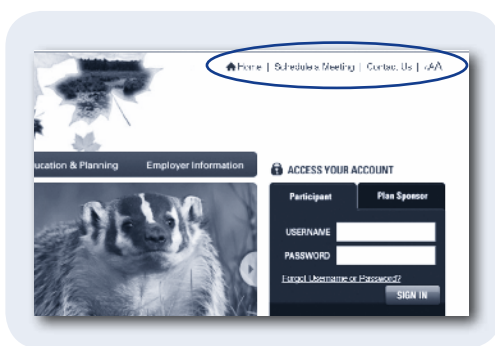 Home | Schedule a Meeting | Contact Us | AAA
ucation & Planning Employer Information
ACCESS YOUR ACCOUNT
Participant Plan Sponsor
USERNAME
PASSWORD
Forgot Username or Password?
SIGN IN